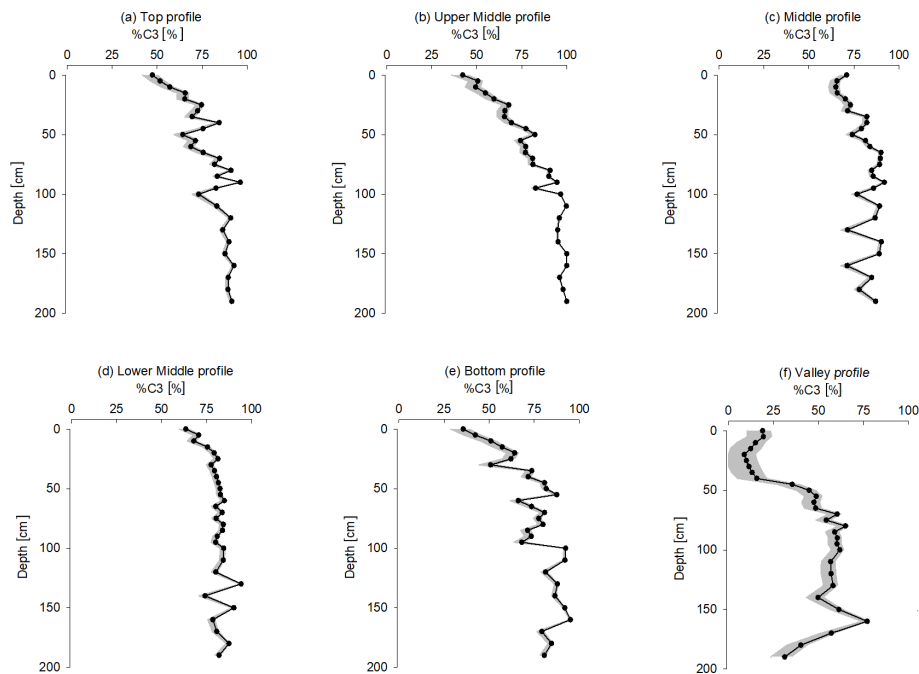 (a) Top profile
%C3 [%]
0 25 50 75 100
0
50
100
150
200
Depth [cm]
(b) Upper Middle profile
%C3 [%]
0 25 50 75 100
0
50
100
150
200
Depth [cm]
(c) Middle profile
%C3 [%]
0 25 50 75 100
0
50
100
150
200
Depth [cm]
(d) Lower Middle profile
%C3 [%]
0 25 50 75 100
0
50
100
150
200
Depth [cm]
(e) Bottom profile
%C3 [%]
0 25 50 75 100
0
50
100
150
200
Depth [cm]
(f) Valley profile
%C3 [%]
0 25 50 75 100
0
50
100
150
200
Depth [cm]